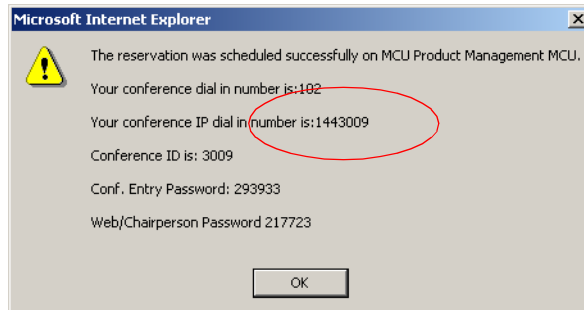 Microsoft Internet Explorer
The reservation was scheduled successfully on MCU Product Management MCU.
Your conference dial in number is:102
Your conference IP dial in number is:1443009
Conference ID is: 3009
Conf. Entry Password: 293933
Web/Chairperson Password 217723
OK